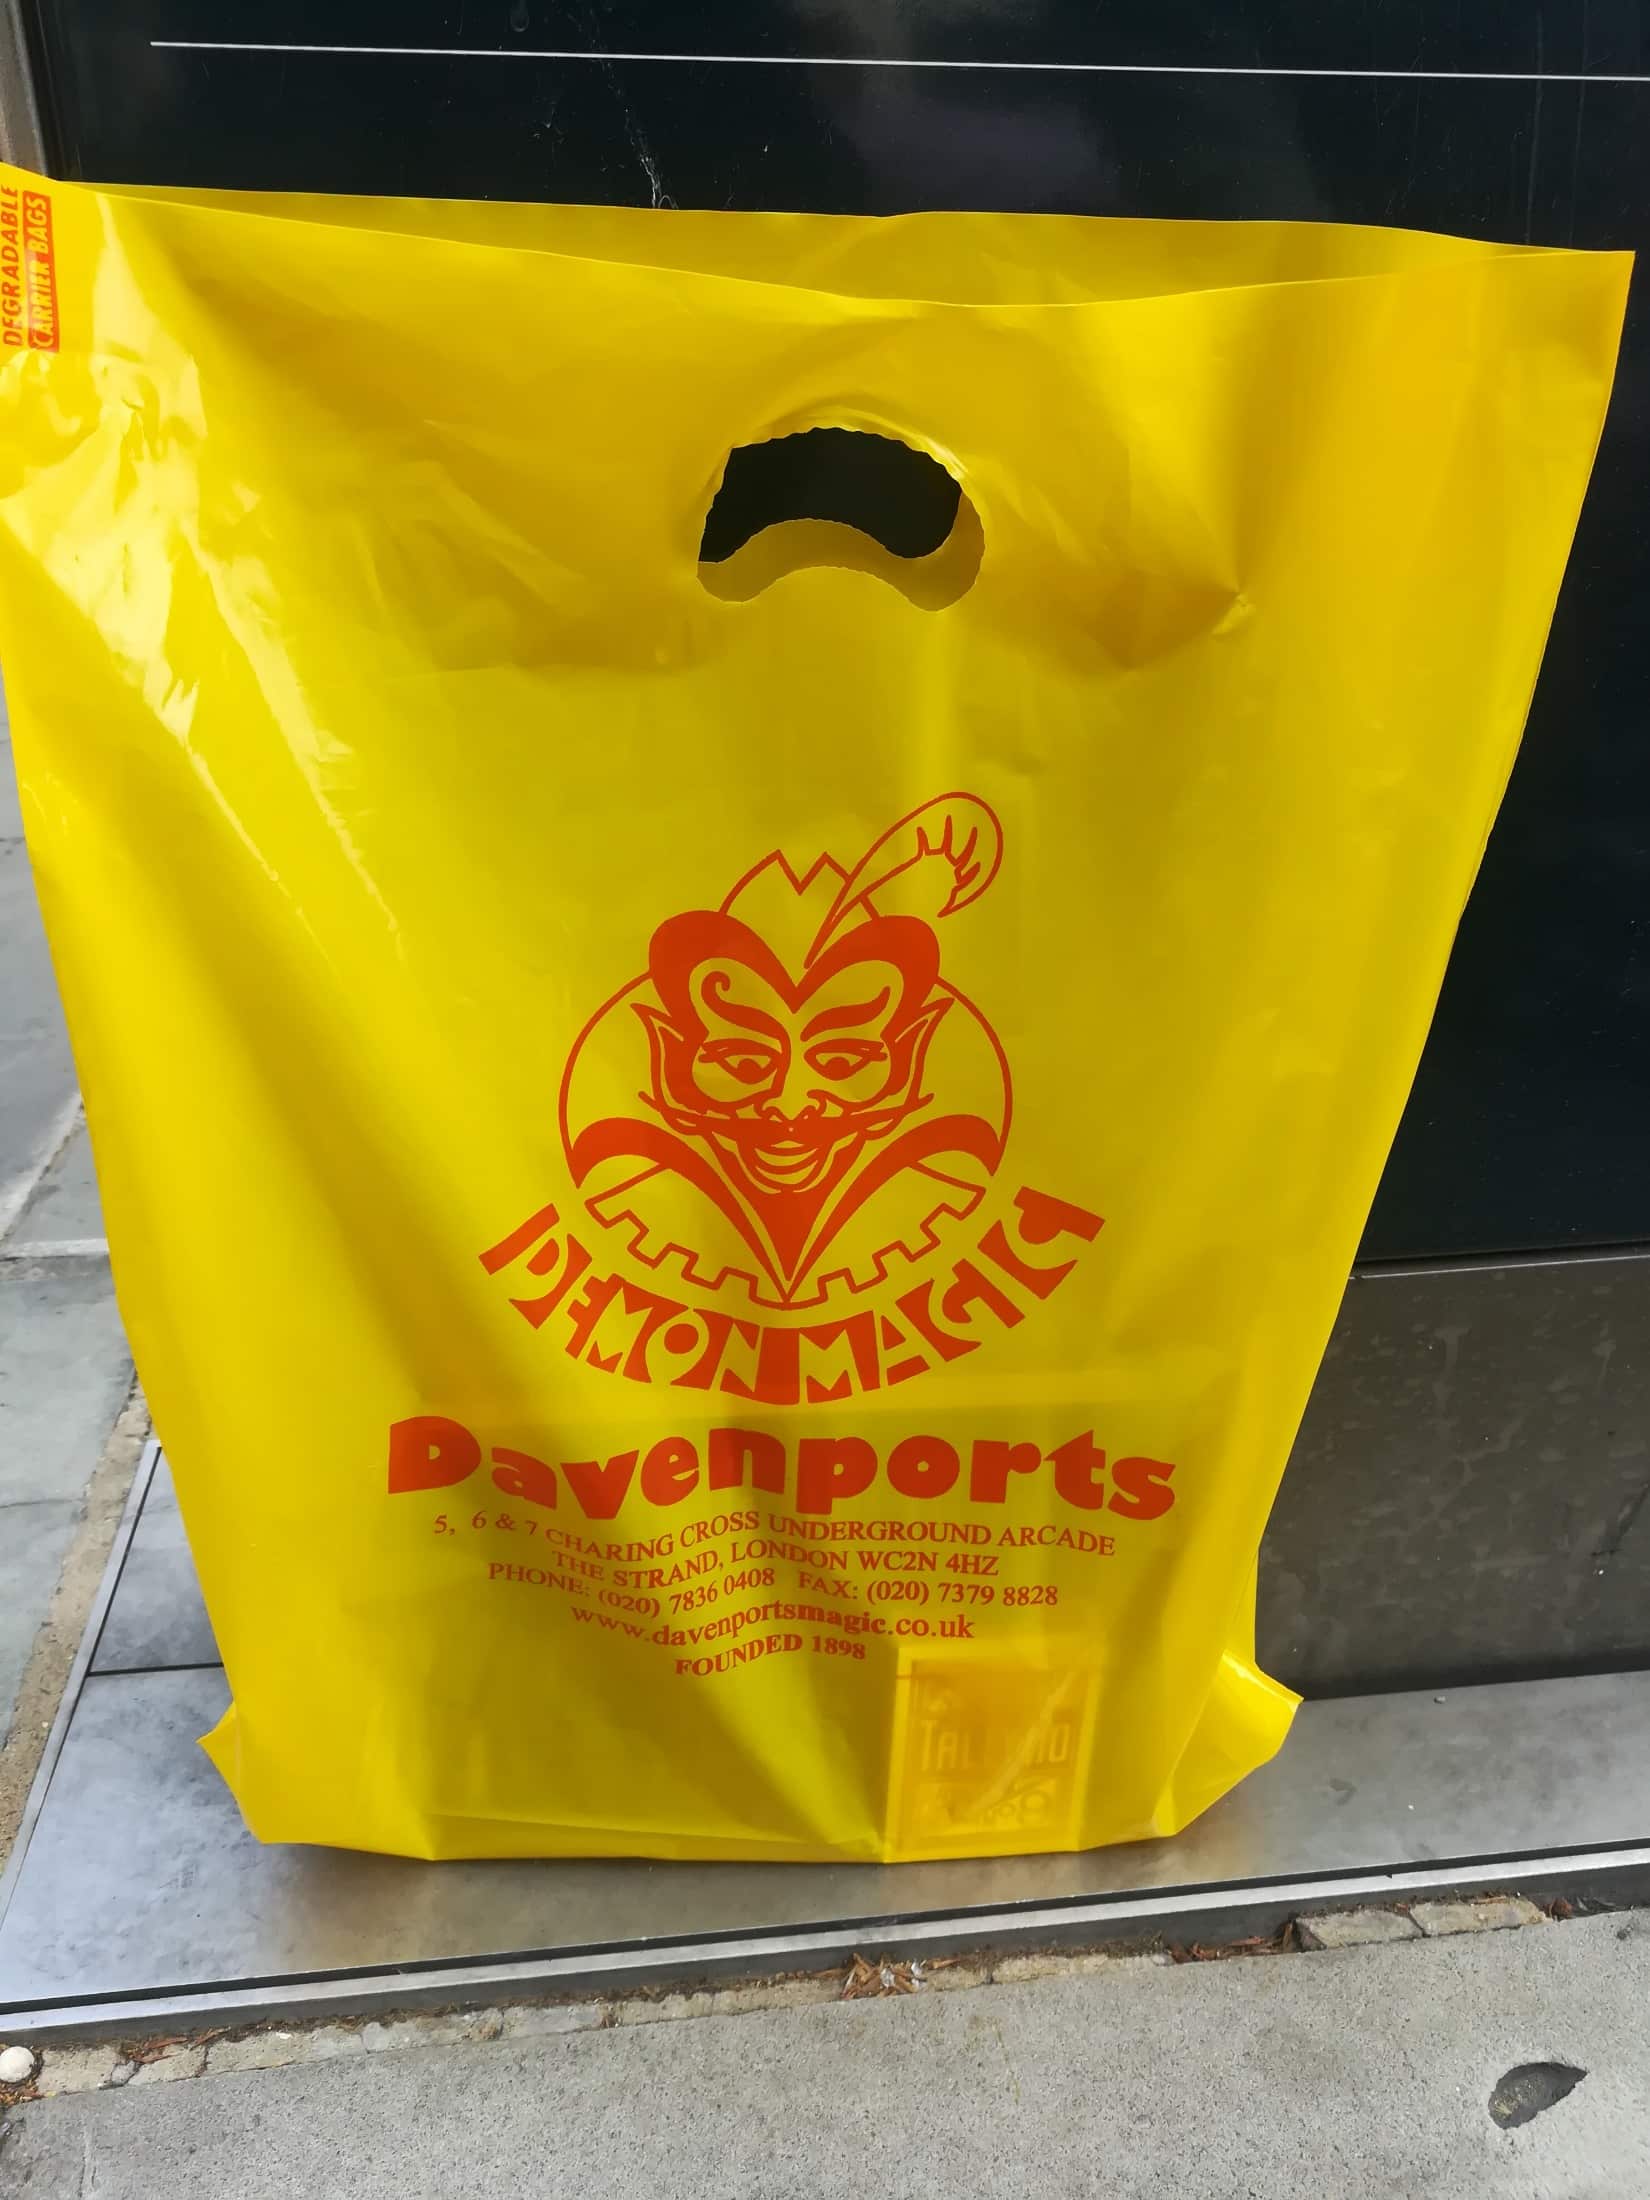 DEGRADABLE
CARRIER BAGS
DEMON MAGIC
Davenports
5, 6 & 7 CHARING CROSS UNDERGROUND ARCADE
THE STRAND, LONDON WC2N 4HZ
PHONE: (020) 7836 0408 FAX: (020) 7379 8828
www.davenportsmagic.co.uk
FOUNDED 1898